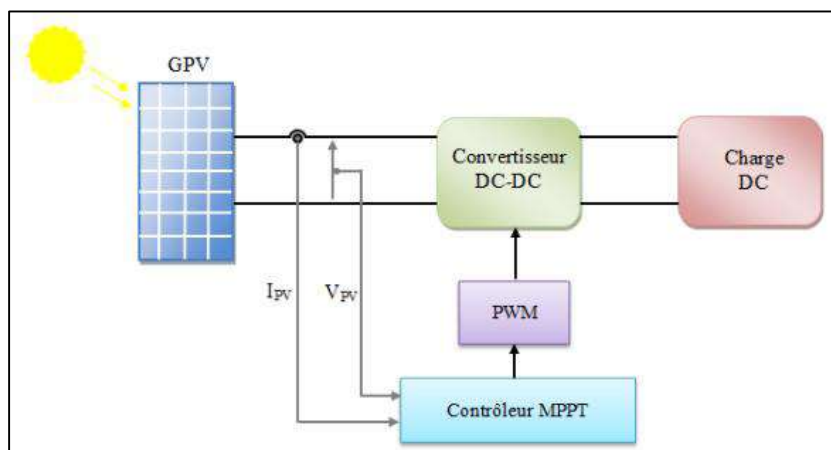 GPV
Convertisseur
DC-DC
Charge
DC
IPV
VPV
PWM
Contrôleur MPPT